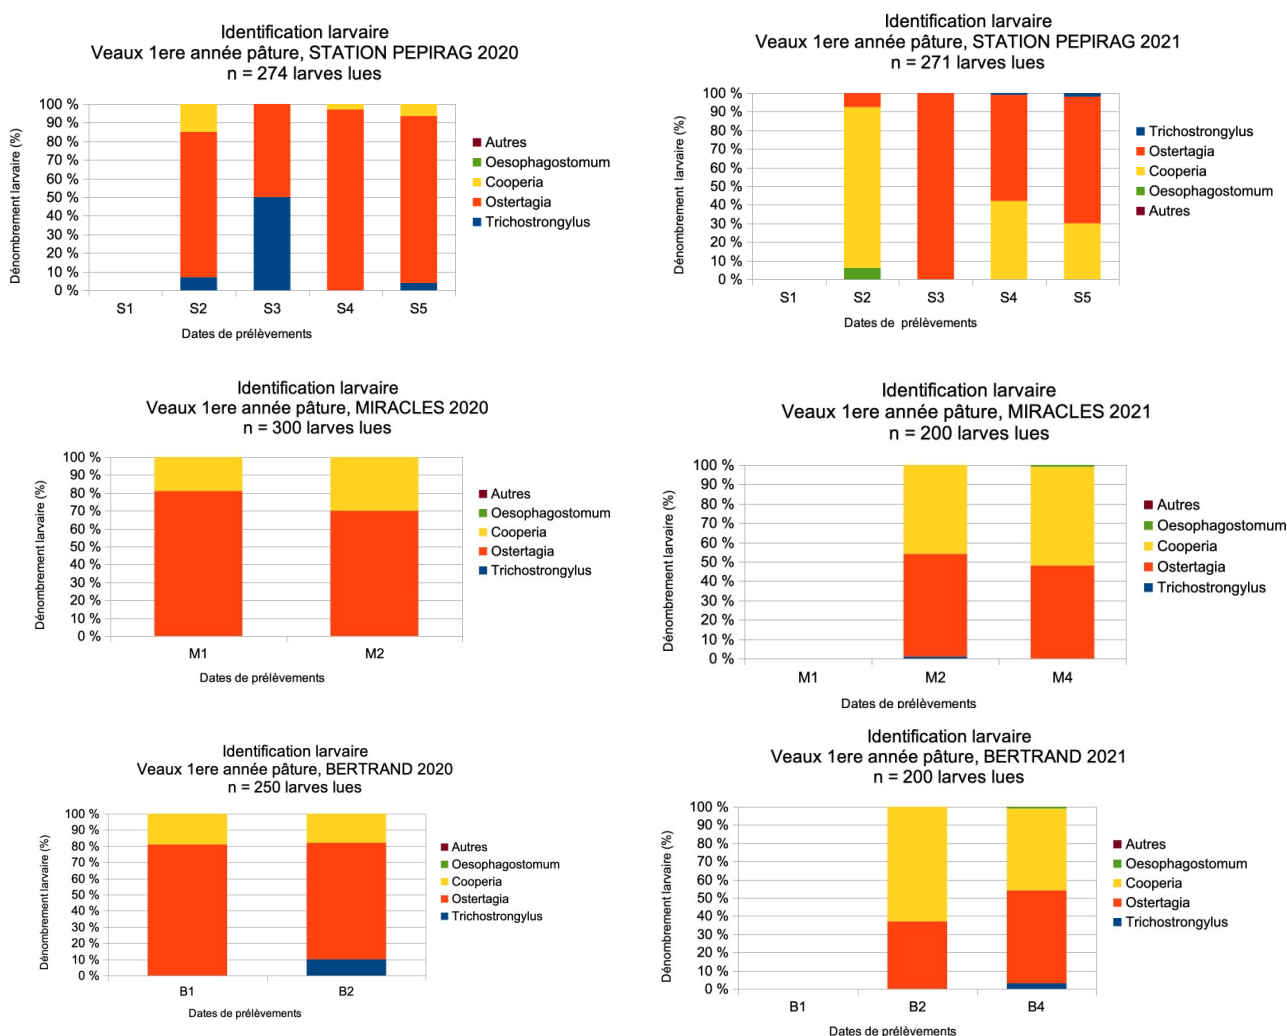 Identification larvaire
Veaux 1ere année pâture, STATION PEPIRAG 2020
n = 274 larves lues
Dénombrement larvaire (%)
100 %
90 %
80 %
70 %
60 %
50 %
40 %
30 %
20 %
10 %
0 %
S1 S2 S3 S4 S5
Dates de prélèvements
Autres
Oesophagostomum
Cooperia
Ostertagia
Trichostrongylus
Identification larvaire
Veaux 1ere année pâture, STATION PEPIRAG 2021
n = 271 larves lues
Dénombrement larvaire (%)
100 %
90 %
80 %
70 %
60 %
50 %
40 %
30 %
20 %
10 %
0 %
S1 S2 S3 S4 S5
Dates de prélèvements
Trichostrongylus
Ostertagia
Cooperia
Oesophagostomum
Autres
Identification larvaire
Veaux 1ere année pâture, MIRACLES 2020
n = 300 larves lues
Dénombrement larvaire (%)
100 %
90 %
80 %
70 %
60 %
50 %
40 %
30 %
20 %
10 %
0 %
M1 M2
Dates de prélèvements
Autres
Oesophagostomum
Cooperia
Ostertagia
Trichostrongylus
Identification larvaire
Veaux 1ere année pâture, MIRACLES 2021
n = 200 larves lues
Dénombrement larvaire (%)
100 %
90 %
80 %
70 %
60 %
50 %
40 %
30 %
20 %
10 %
0 %
M1 M2 M4
Dates de prélèvements
Autres
Oesophagostomum
Cooperia
Ostertagia
Trichostrongylus
Identification larvaire
Veaux 1ere année pâture, BERTRAND 2020
n = 250 larves lues
Dénombrement larvaire (%)
100 %
90 %
80 %
70 %
60 %
50 %
40 %
30 %
20 %
10 %
0 %
B1 B2
Dates de prélèvements
Autres
Oesophagostomum
Cooperia
Ostertagia
Trichostrongylus
Identification larvaire
Veaux 1ere année pâture, BERTRAND 2021
n = 200 larves lues
Dénombrement larvaire (%)
100 %
90 %
80 %
70 %
60 %
50 %
40 %
30 %
20 %
10 %
0 %
B1 B2 B4
Dates de prélèvements
Autres
Oesophagostomum
Cooperia
Ostertagia
Trichostrongylus